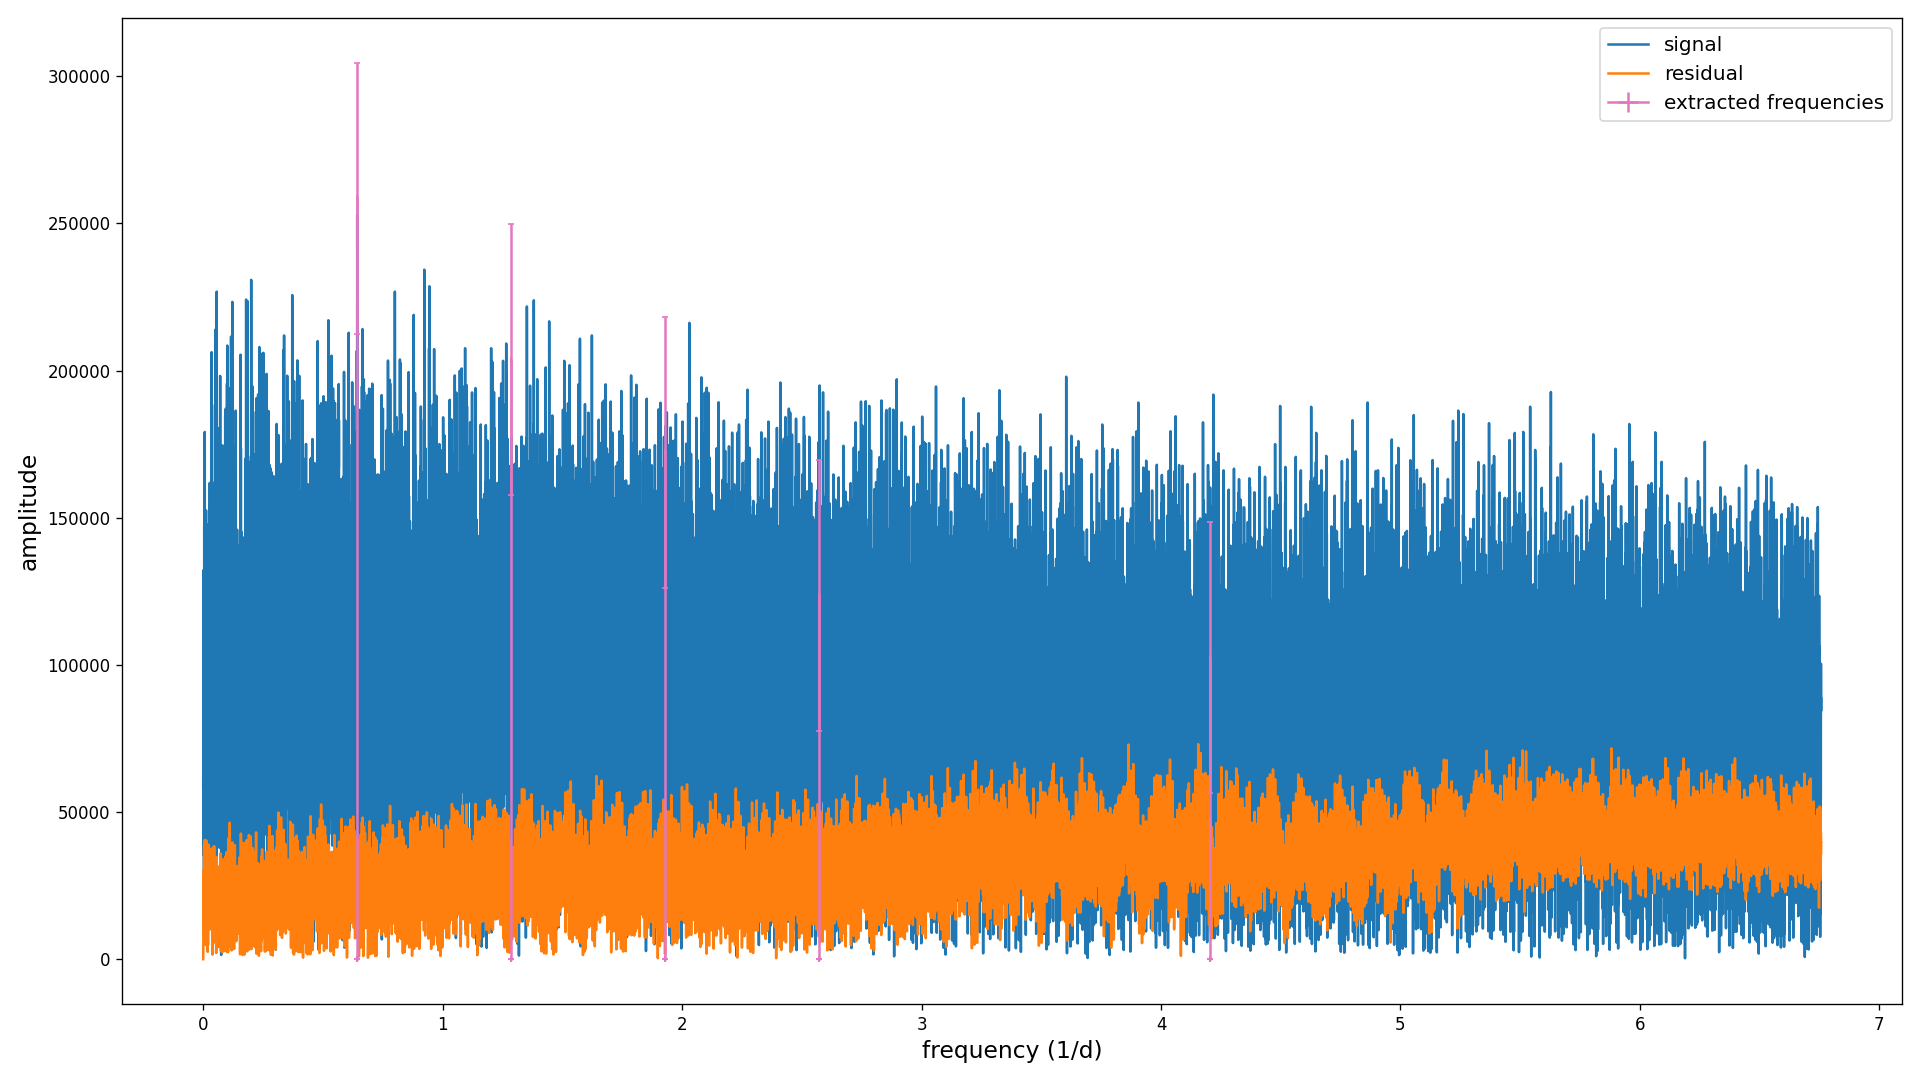 signal
residual
extracted frequencies
300000
250000
200000
150000
100000
50000
0
amplitude
0 1 2 3 4 5 6 7
frequency (1/d)